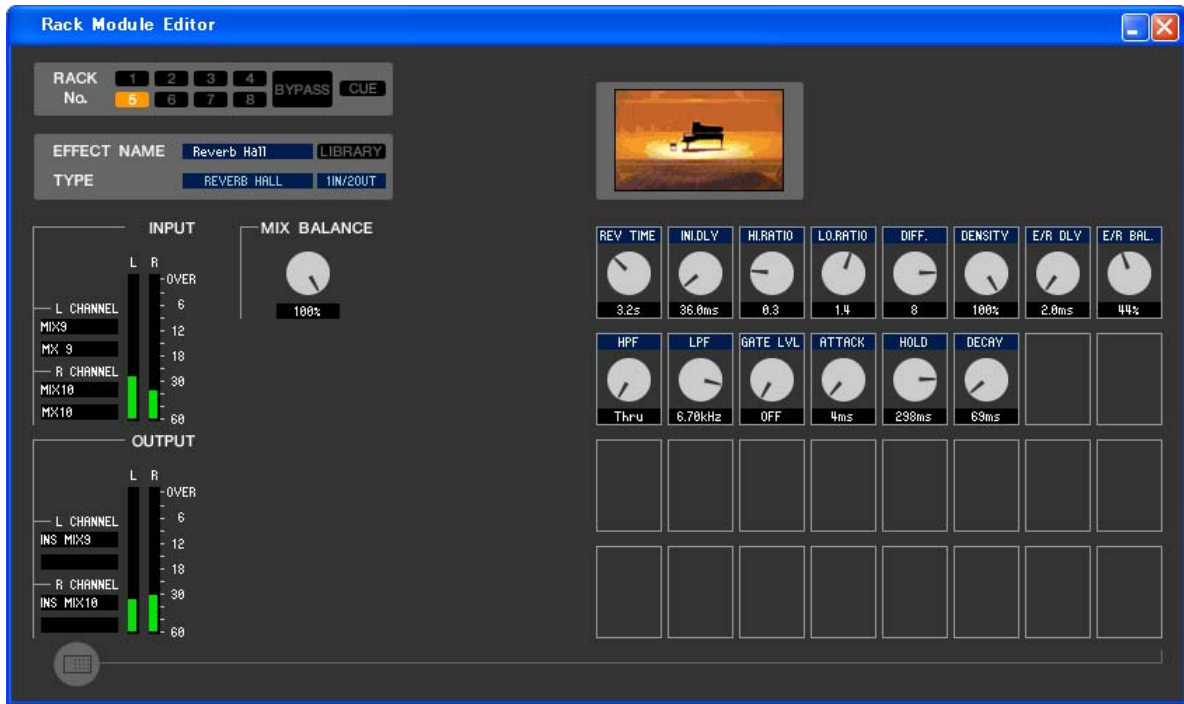 Rack Module Editor
RACK No.
1 2 3 4
5 6 7 8
BYPASS
CUE
EFFECT NAME Reverb Hall LIBRARY
TYPE REVERB HALL 1IN/2OUT
INPUT
L R
OVER
6
12
18
30
60
L CHANNEL
MIX9
MX 9
R CHANNEL
MIX10
MX10
MIX BALANCE
100%
OUTPUT
L R
OVER
6
12
18
30
60
L CHANNEL
INS MIX9
R CHANNEL
INS MIX10
REV TIME INI.DLY HI.RATIO LO.RATIO DIFF. DENSITY E/R DLY E/R BAL.
3.2s 36.0ms 0.3 1.4 8 100% 2.0ms 44%
HPF LPF GATE LVL ATTACK HOLD DECAY
Thru 6.70kHz OFF 4ms 298ms 69ms